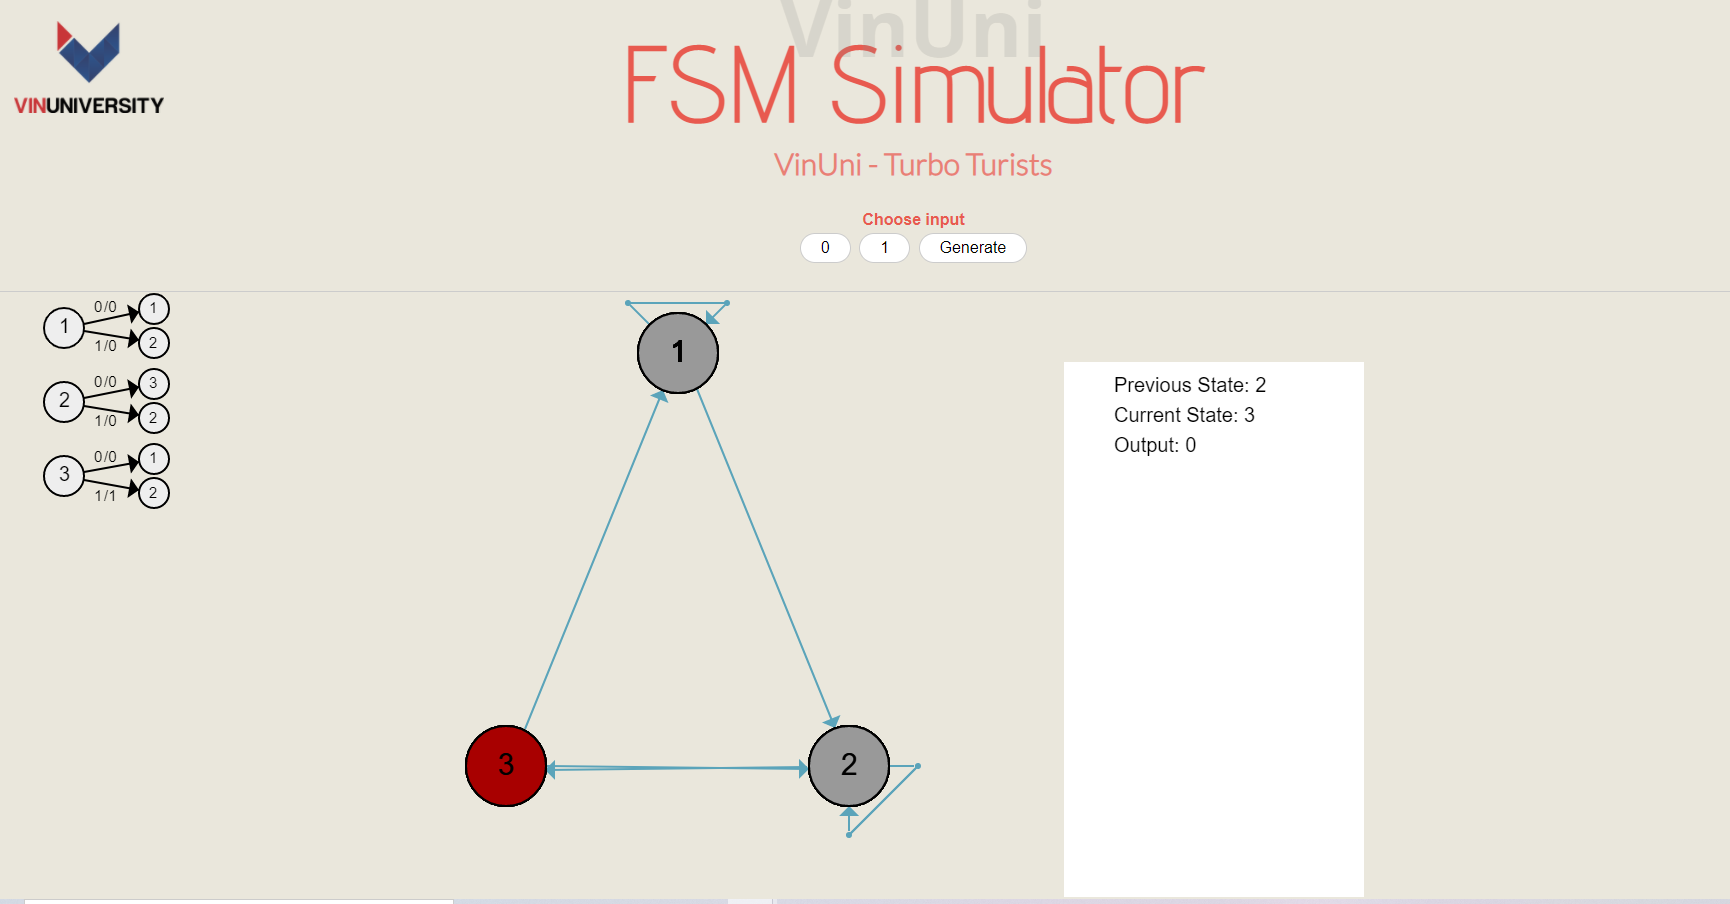 VinUni
FSM Simulator
VINUNIVERSITY
VinUni - Turbo Turists
Choose input
0 1 Generate
0/0 1
1
1/0 2
0/0 3
2
1/0 2
0/0 1
3
1/1 2
1
3
2
Previous State: 2
Current State: 3
Output: 0